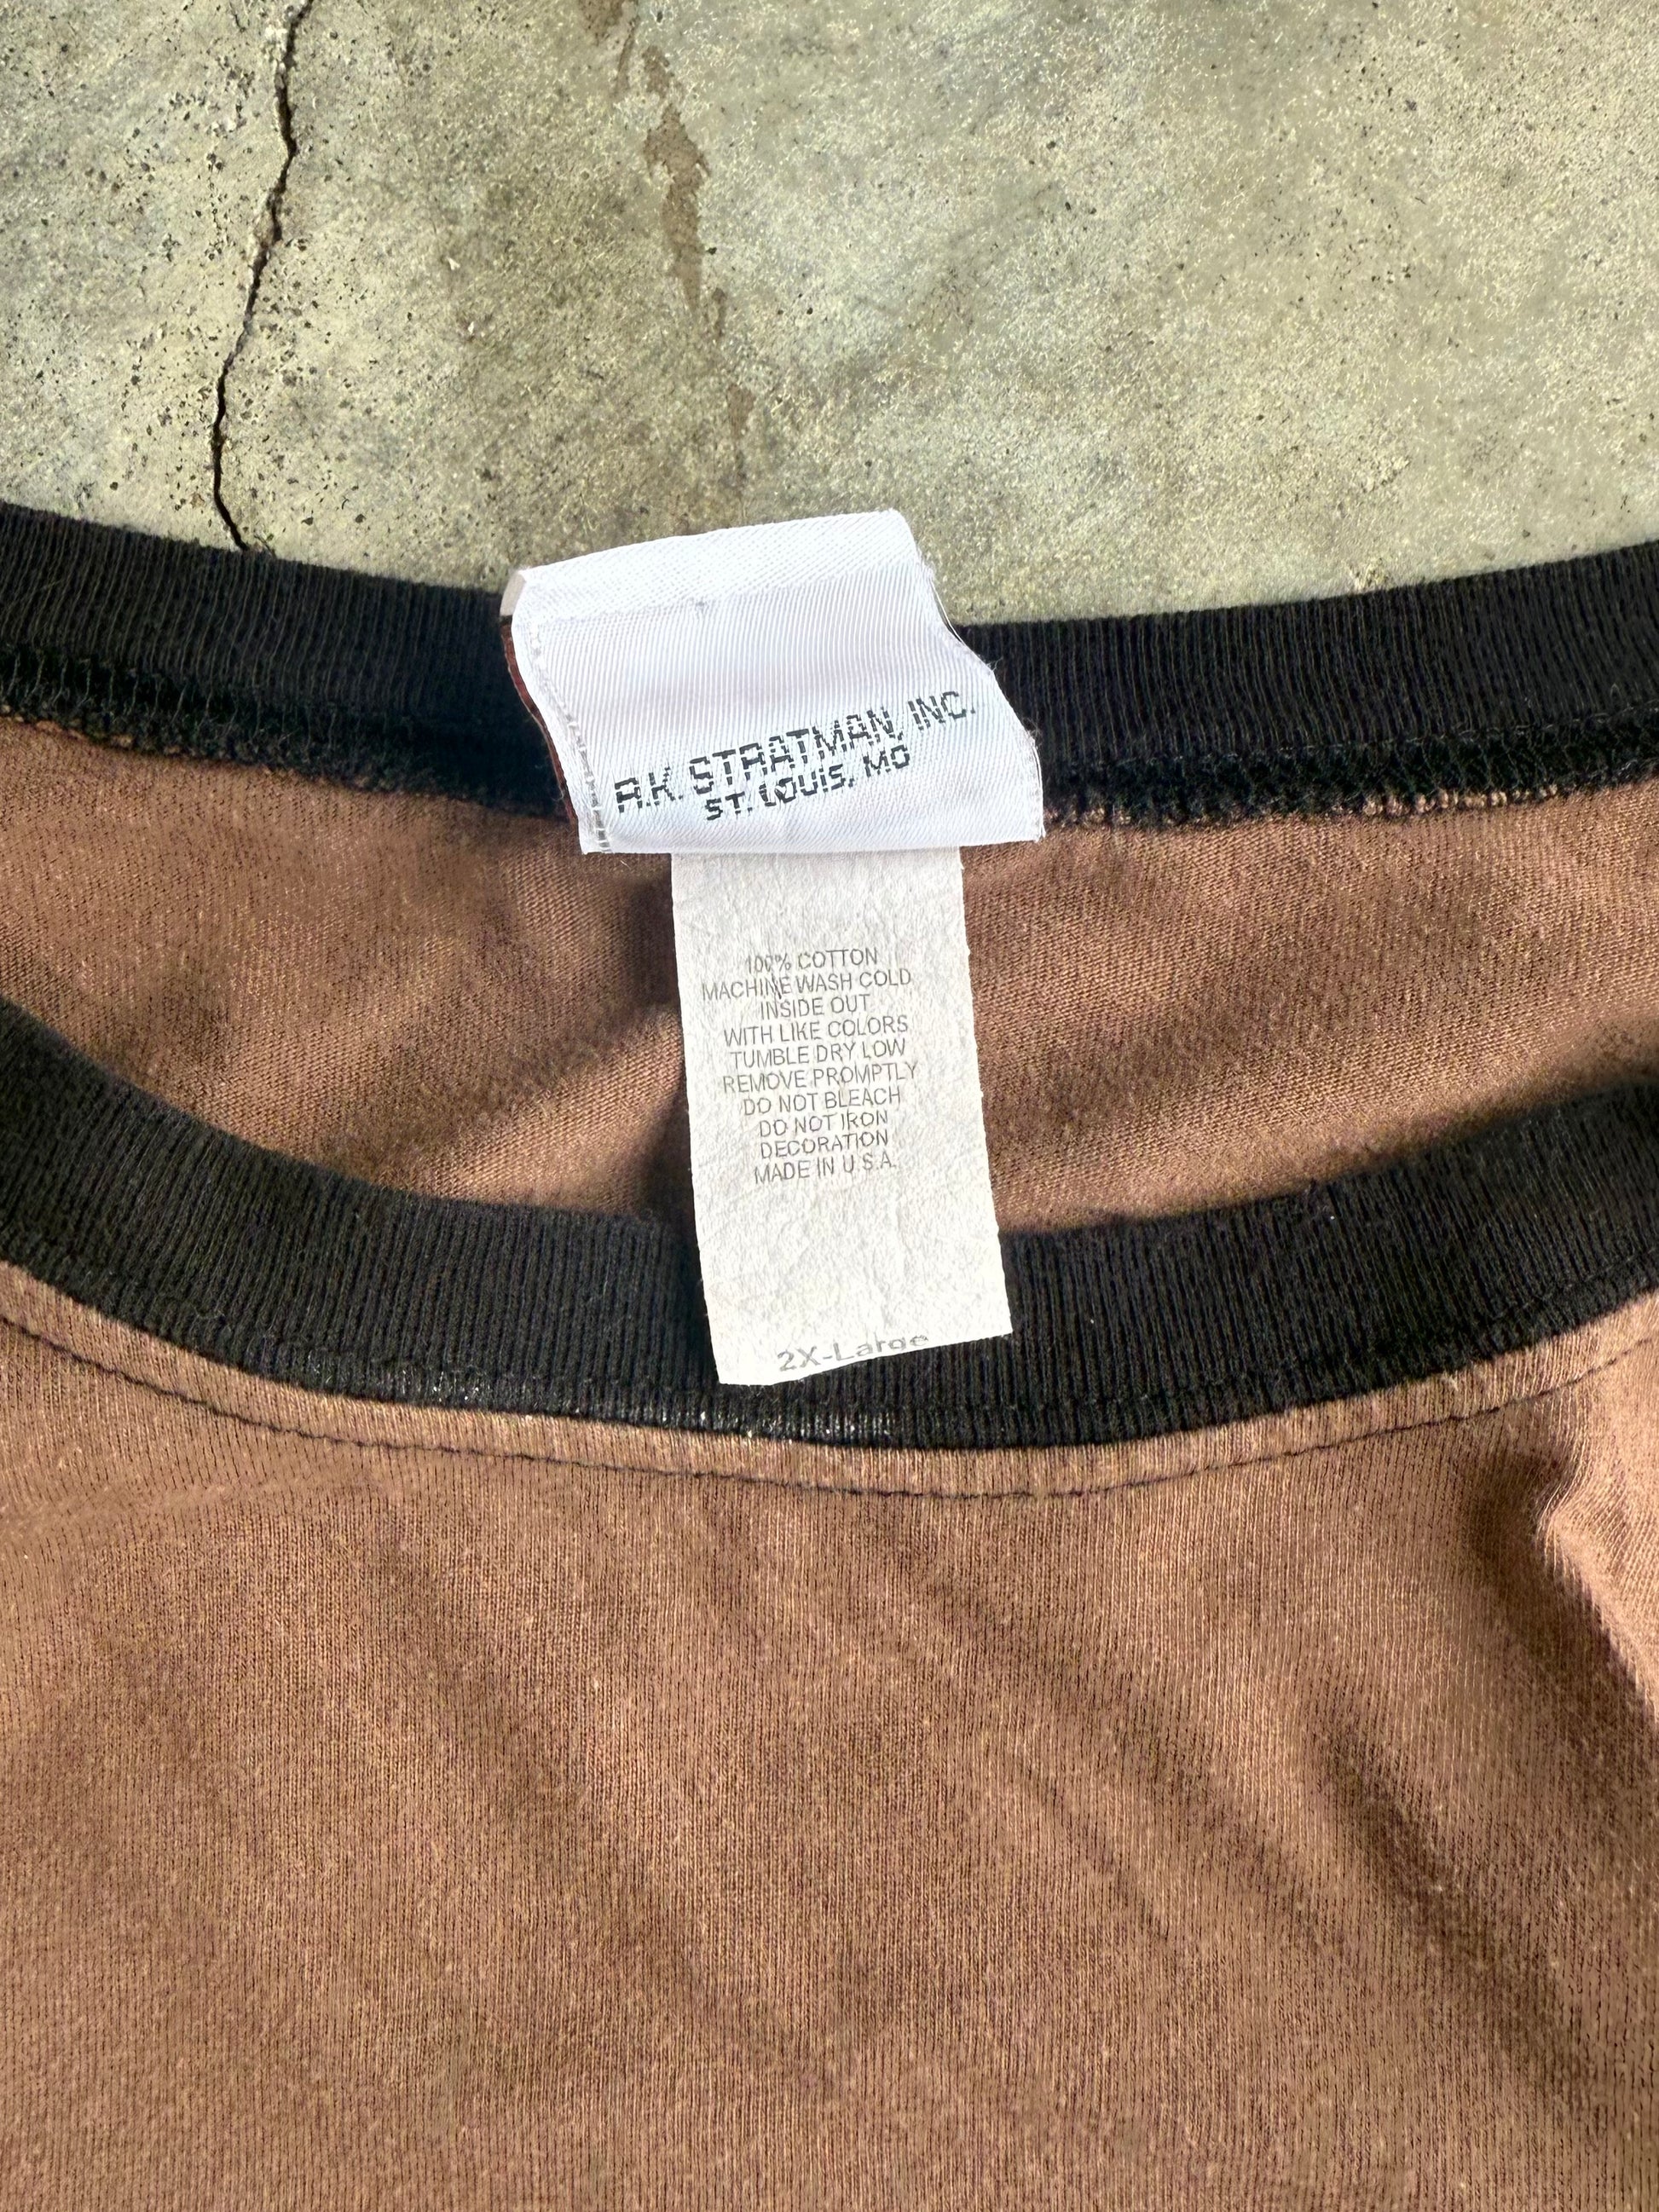 R.K. STRATMAN, INC.
ST. LOUIS, MO
100% COTTON
MACHINE WASH COLD
INSIDE OUT
WITH LIKE COLORS
TUMBLE DRY LOW
REMOVE PROMPTLY
DO NOT BLEACH
DO NOT IRON
DECORATION
MADE IN U.S.A.
2X-Large